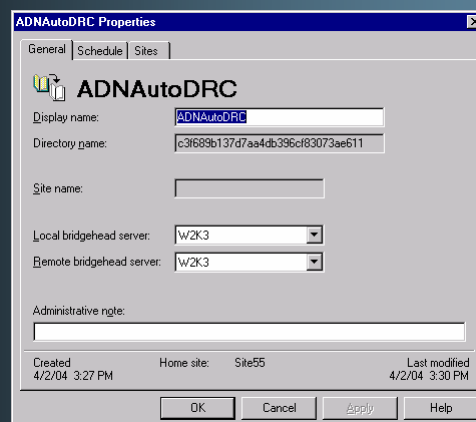 ADNAutoDRC Properties
General Schedule Sites
ADNAutoDRC
Display name: ADNAutoDRC
Directory name: c3f689b137d7aa4db396cf83073ae611
Site name:
Local bridgehead server: W2K3
Remote bridgehead server: W2K3
Administrative note:
Created Home site: Site55 Last modified
4/2/04 3:27 PM 4/2/04 3:30 PM
OK Cancel Apply Help